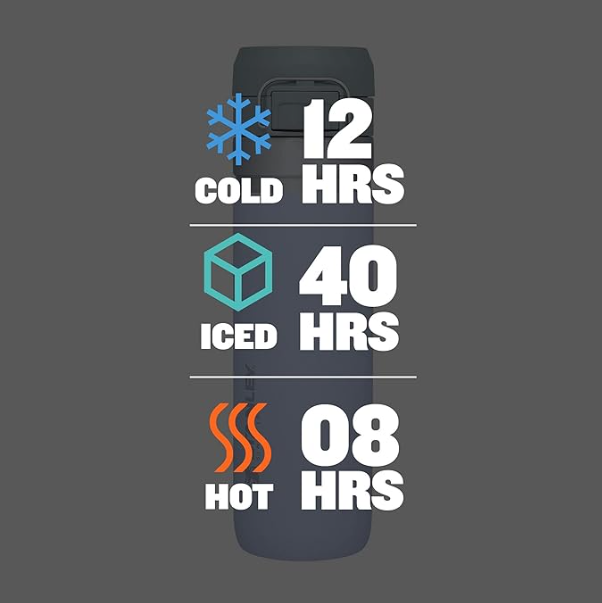 12
COLD HRS
40
ICED HRS
08
HOT HRS